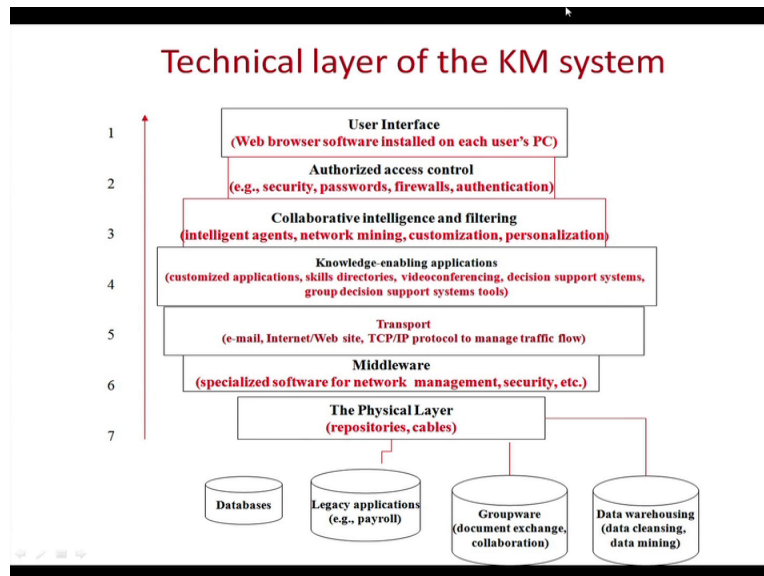 Technical layer of the KM system
1
User Interface
(Web browser software installed on each user's PC)
2
Authorized access control
(e.g., security, passwords, firewalls, authentication)
3
Collaborative intelligence and filtering
(intelligent agents, network mining, customization, personalization)
4
Knowledge-enabling applications
(customized applications, skills directories, videoconferencing, decision support systems,
group decision support systems tools)
5
Transport
(e-mail, Internet/Web site, TCP/IP protocol to manage traffic flow)
6
Middleware
(specialized software for network management, security, etc.)
7
The Physical Layer
(repositories, cables)
Databases
Legacy applications
(e.g., payroll)
Groupware
(document exchange,
collaboration)
Data warehousing
(data cleansing,
data mining)